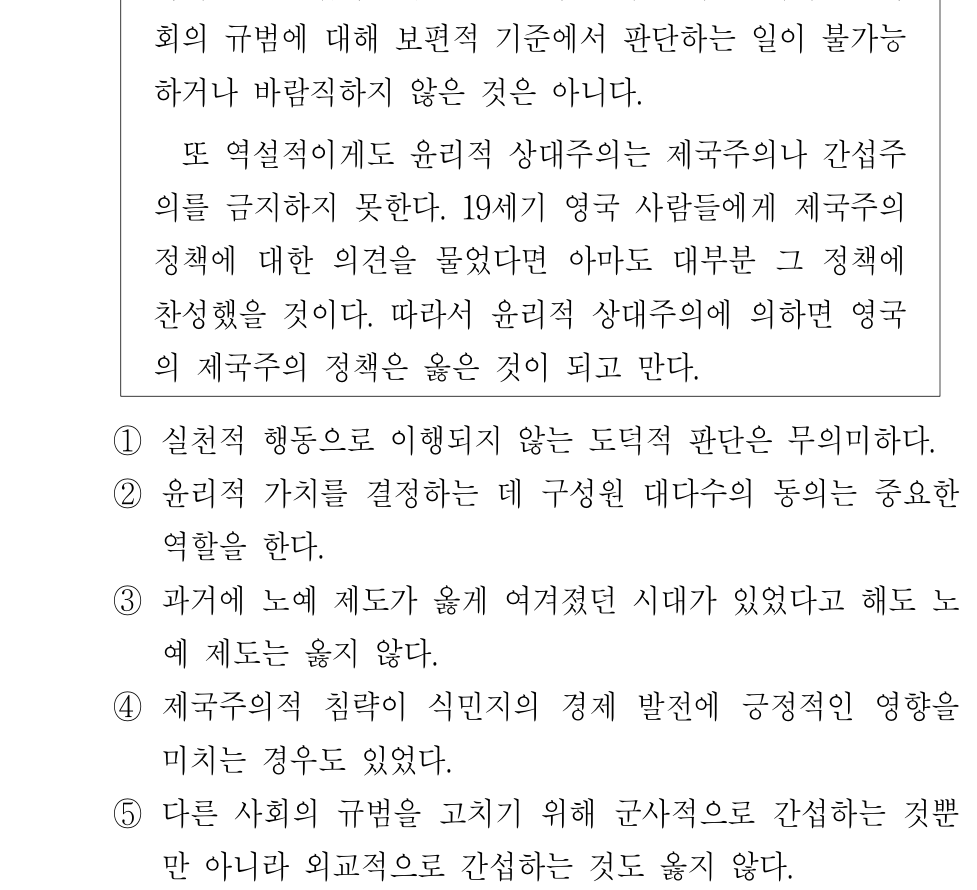 회의 규범에 대해 보편적 기준에서 판단하는 일이 불가능
하거나 바람직하지 않은 것은 아니다.
또 역설적이게도 윤리적 상대주의는 제국주의나 간섭주
의를 금지하지 못한다. 19세기 영국 사람들에게 제국주의
정책에 대한 의견을 물었다면 아마도 대부분 그 정책에
찬성했을 것이다. 따라서 윤리적 상대주의에 의하면 영국
의 제국주의 정책은 옳은 것이 되고 만다.
① 실천적 행동으로 이행되지 않는 도덕적 판단은 무의미하다.
② 윤리적 가치를 결정하는 데 구성원 대다수의 동의는 중요한
역할을 한다.
③ 과거에 노예 제도가 옳게 여겨졌던 시대가 있었다고 해도 노
예 제도는 옳지 않다.
④ 제국주의적 침략이 식민지의 경제 발전에 긍정적인 영향을
미치는 경우도 있었다.
⑤ 다른 사회의 규범을 고치기 위해 군사적으로 간섭하는 것뿐
만 아니라 외교적으로 간섭하는 것도 옳지 않다.